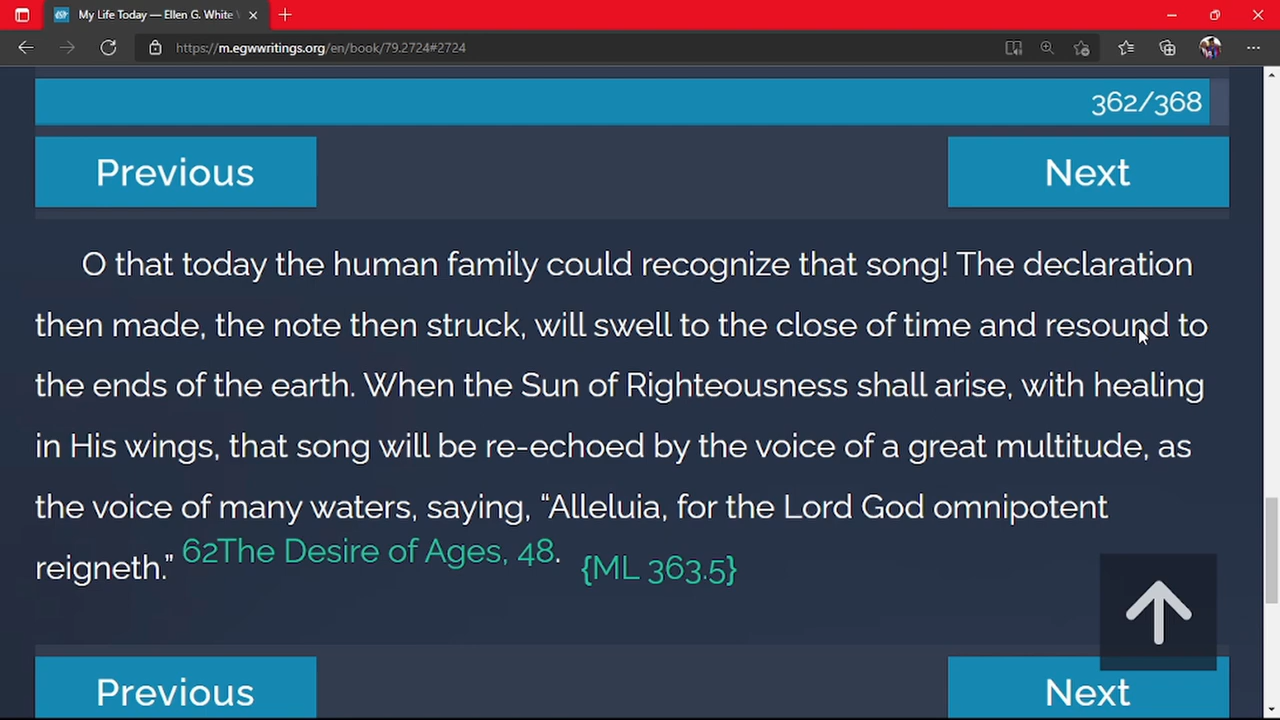 My Life Today — Ellen G. White
https://m.egwwritings.org/en/book/79.2724#2724
362/368
Previous
Next
O that today the human family could recognize that song! The declaration
then made, the note then struck, will swell to the close of time and resound to
the ends of the earth. When the Sun of Righteousness shall arise, with healing
in His wings, that song will be re-echoed by the voice of a great multitude, as
the voice of many waters, saying, “Alleluia, for the Lord God omnipotent
reigneth.” 62The Desire of Ages, 48. {ML 363.5}
Previous
Next